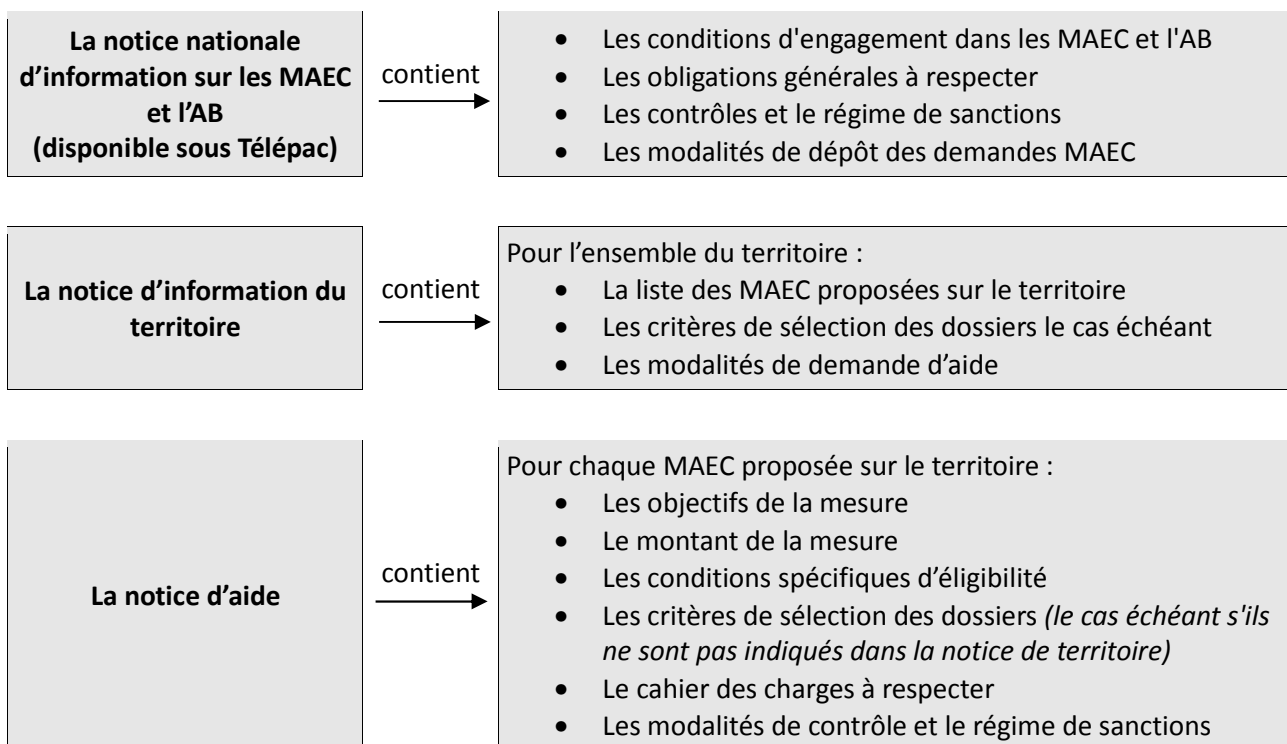 La notice nationale
d’information sur les MAEC
et l’AB
(disponible sous Télépac)
contient
• Les conditions d'engagement dans les MAEC et l'AB
• Les obligations générales à respecter
• Les contrôles et le régime de sanctions
• Les modalités de dépôt des demandes MAEC
La notice d’information du
territoire
contient
Pour l’ensemble du territoire :
• La liste des MAEC proposées sur le territoire
• Les critères de sélection des dossiers le cas échéant
• Les modalités de demande d’aide
La notice d’aide
contient
Pour chaque MAEC proposée sur le territoire :
• Les objectifs de la mesure
• Le montant de la mesure
• Les conditions spécifiques d’éligibilité
• Les critères de sélection des dossiers (le cas échéant s'ils
ne sont pas indiqués dans la notice de territoire)
• Le cahier des charges à respecter
• Les modalités de contrôle et le régime de sanctions